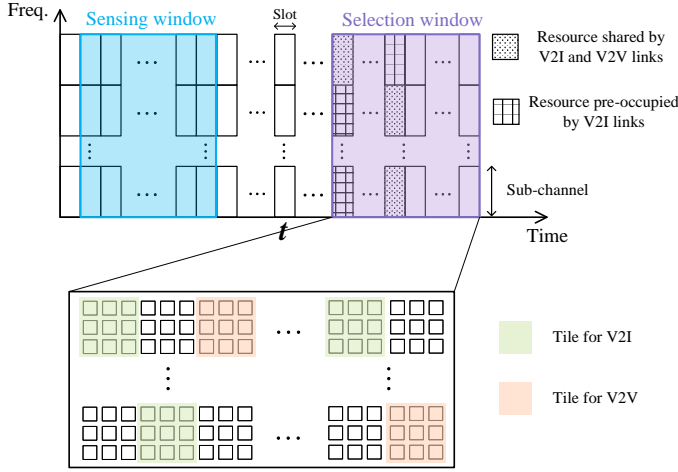 Freq.
Sensing window
Slot
Selection window
Resource shared by
V2I and V2V links
Resource pre-occupied
by V2I links
Sub-channel
t
Time
Tile for V2I
Tile for V2V